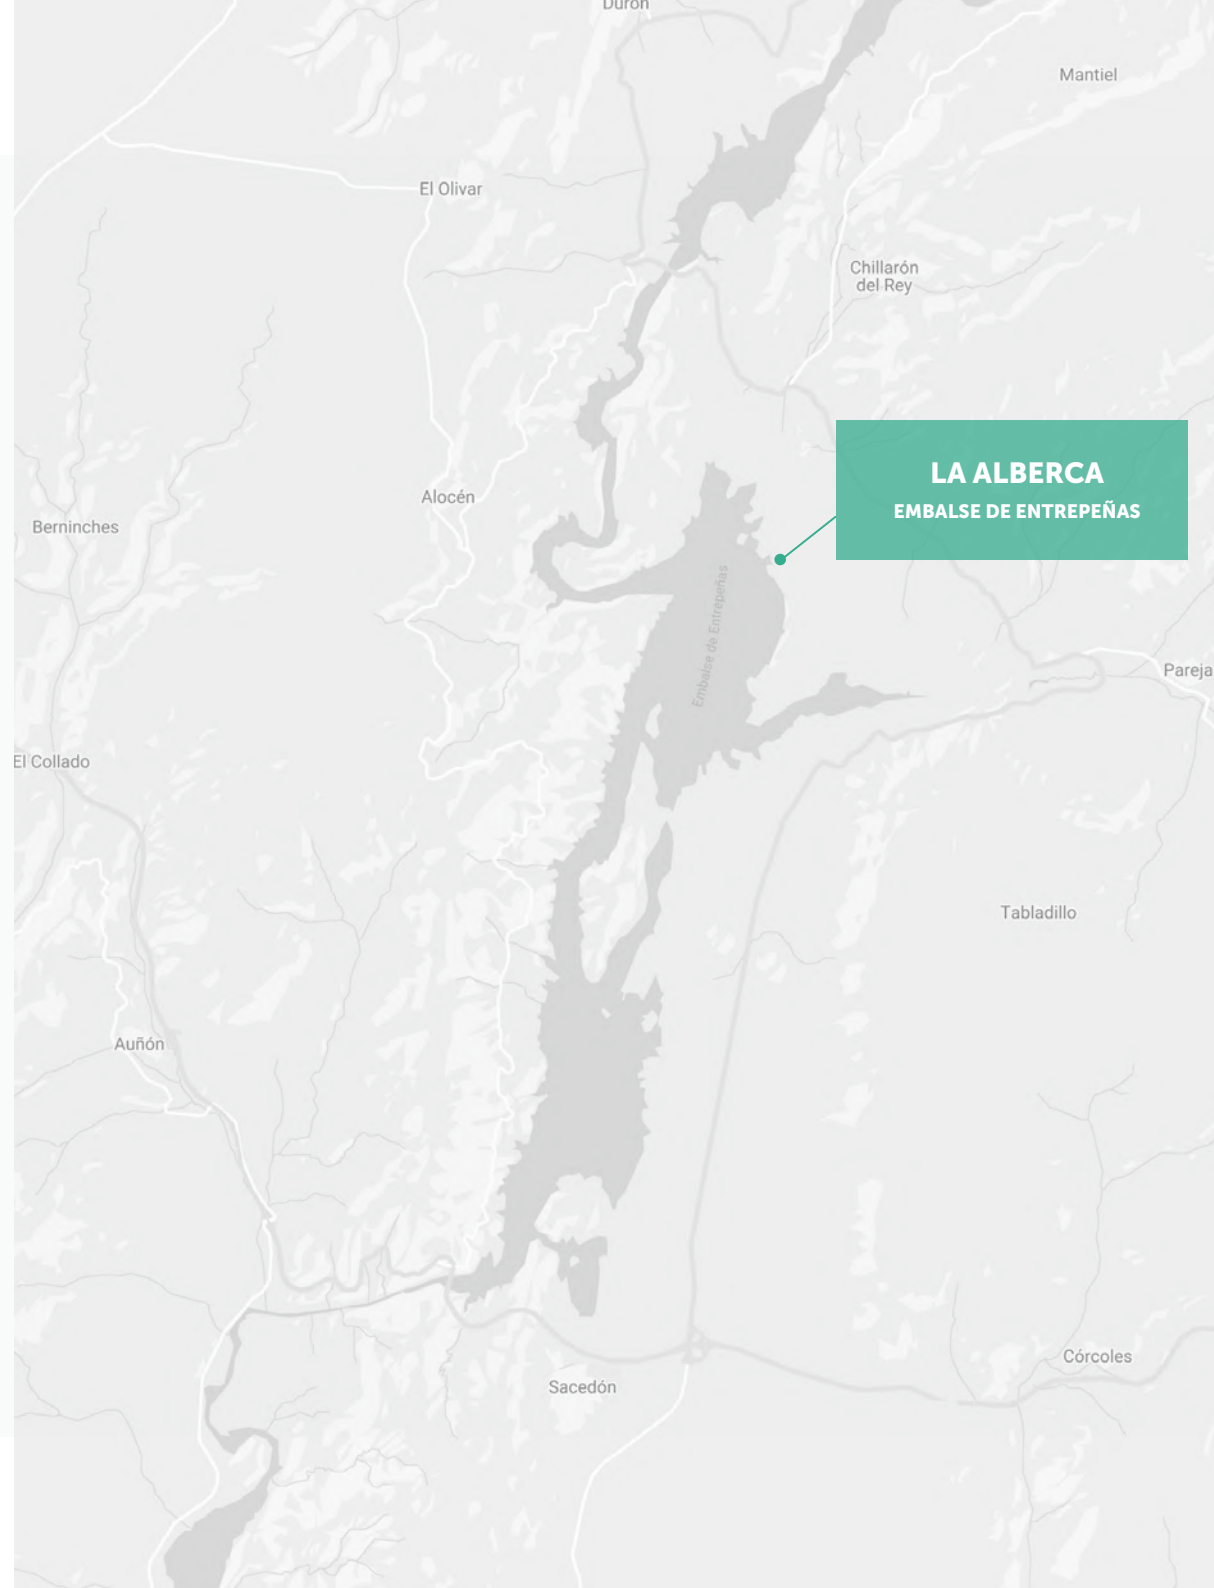 Durón
Mantiel
El Olivar
Chillarón
del Rey
LA ALBERCA
EMBALSE DE ENTREPEÑAS
Alocén
Berninches
Embalse de Entrepeñas
Pareja
El Collado
Tabladillo
Auñón
Córcoles
Sacedón